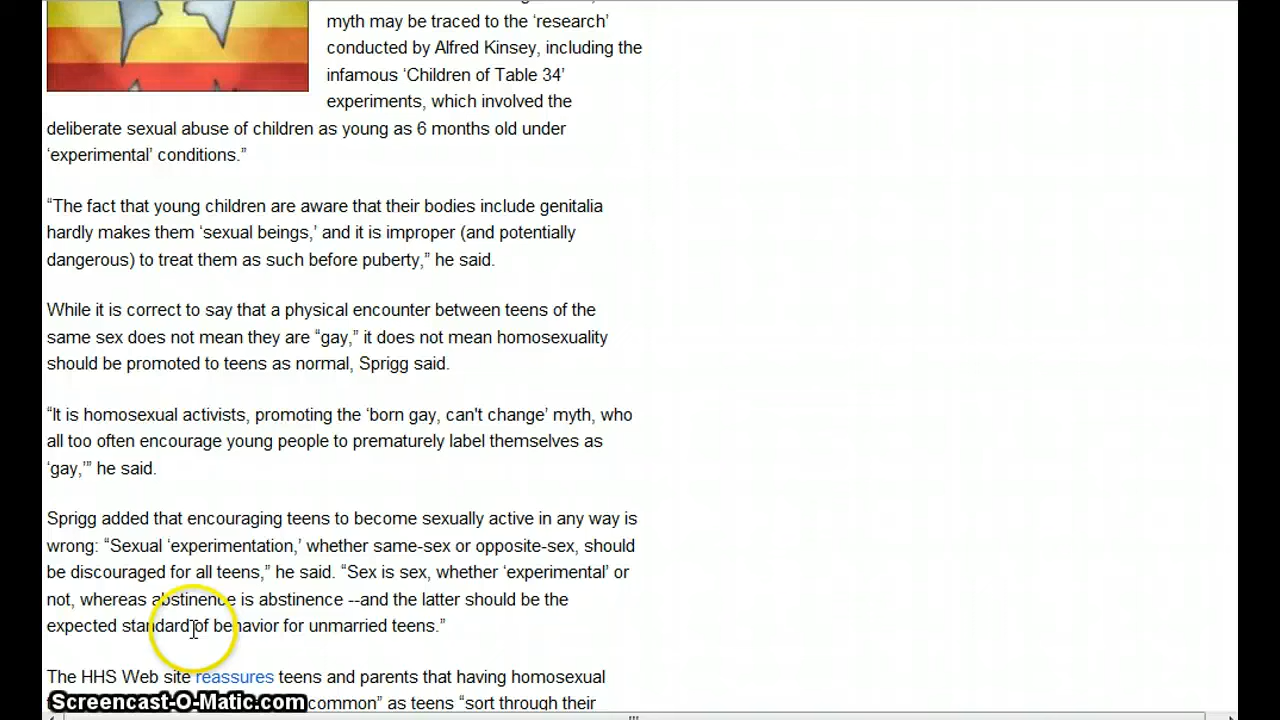 myth may be traced to the ‘research’
conducted by Alfred Kinsey, including the
infamous ‘Children of Table 34’
experiments, which involved the
deliberate sexual abuse of children as young as 6 months old under
‘experimental’ conditions.”
“The fact that young children are aware that their bodies include genitalia
hardly makes them ‘sexual beings,’ and it is improper (and potentially
dangerous) to treat them as such before puberty,” he said.
While it is correct to say that a physical encounter between teens of the
same sex does not mean they are “gay,” it does not mean homosexuality
should be promoted to teens as normal, Sprigg said.
“It is homosexual activists, promoting the ‘born gay, can't change’ myth, who
all too often encourage young people to prematurely label themselves as
‘gay,’” he said.
Sprigg added that encouraging teens to become sexually active in any way is
wrong: “Sexual ‘experimentation,’ whether same-sex or opposite-sex, should
be discouraged for all teens,” he said. “Sex is sex, whether ‘experimental’ or
not, whereas abstinence is abstinence --and the latter should be the
expected standard of behavior for unmarried teens.”
The HHS Web site reassures teens and parents that having homosexual
common” as teens “sort through their
Screencast-O-Matic.com